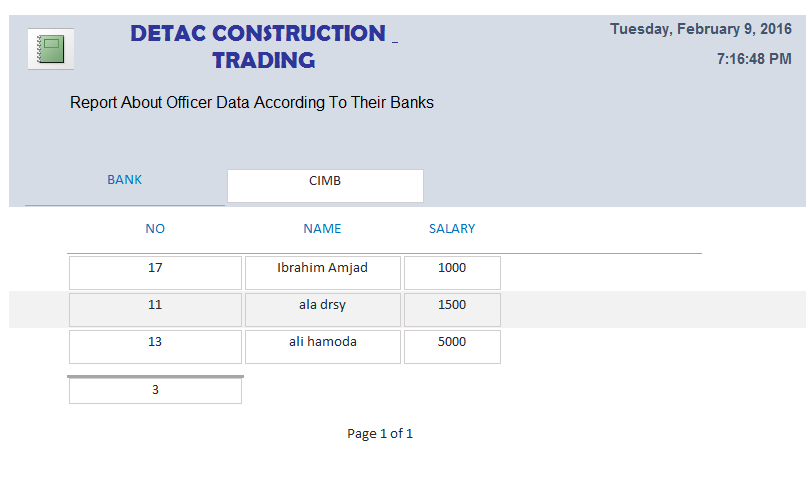 DETAC CONSTRUCTION _
TRADING
Tuesday, February 9, 2016
7:16:48 PM
Report About Officer Data According To Their Banks
BANK CIMB
NO NAME SALARY
17 Ibrahim Amjad 1000
11 ala drsy 1500
13 ali hamoda 5000
3
Page 1 of 1